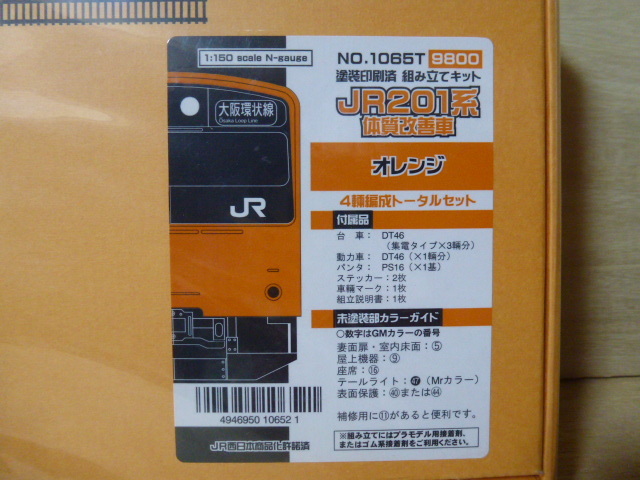 1:150 scale N-gauge
NO.1065T 9800
塗装印刷済 組み立てキット
JR201系
体質改善車
オレンジ
4輛編成トータルセット
付属品
台　車： DT46
（集電タイプ×3輛分）
動力車： DT46（×1輛分）
パンタ： PS16（×1基）
ステッカー：2枚
車輛マーク：1枚
組立説明書：1枚
未塗装部カラーガイド
○数字はGMカラーの番号
妻面扉・室内床面：⑤
屋上機器：⑨
座席：⑯
テールライト：㊼（Mrカラー）
表面保護：㊵または㊹
補修用に⑪があると便利です。
※組み立てにはプラモデル用接着剤、
またはゴム系接着剤をご利用ください。
大阪環状線
Osaka Loop Line
JR
4946950 10652 1
JR西日本商品化許諾済